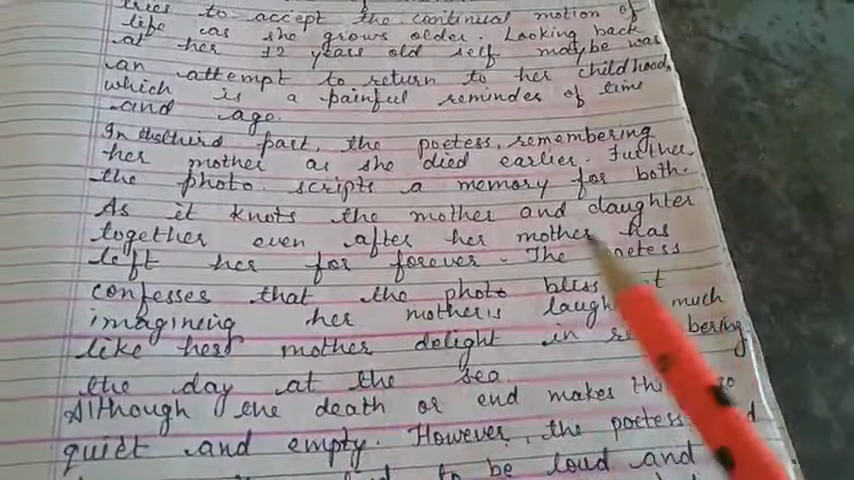 tries to accept the continual motion of
life as she grows older. Looking back
at her 12 years old self maybe was
an attempt to return to her childhood,
which is a painful reminder of time
and age.
In third part, the poetess, remembering
her mother as she died earlier. Further
the photo scripts a memory for both.
As it knots the mother and daughter
together even after her mother has
left her for forever. The poetess
confesses that the photo bless it
imagining her mother's laugh much
like her mother delight in
the day at the sea.
Although the death or end makes
quiet and empty. However, the poetess
to be loud and